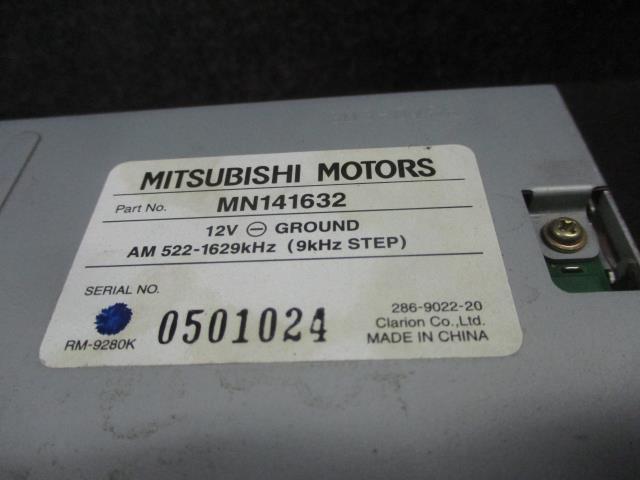 MITSUBISHI MOTORS
Part No. MN141632
12V ⊖ GROUND
AM 522-1629kHz (9kHz STEP)
SERIAL NO.
0501024
RM-9280K
286-9022-20
Clarion Co.,Ltd.
MADE IN CHINA